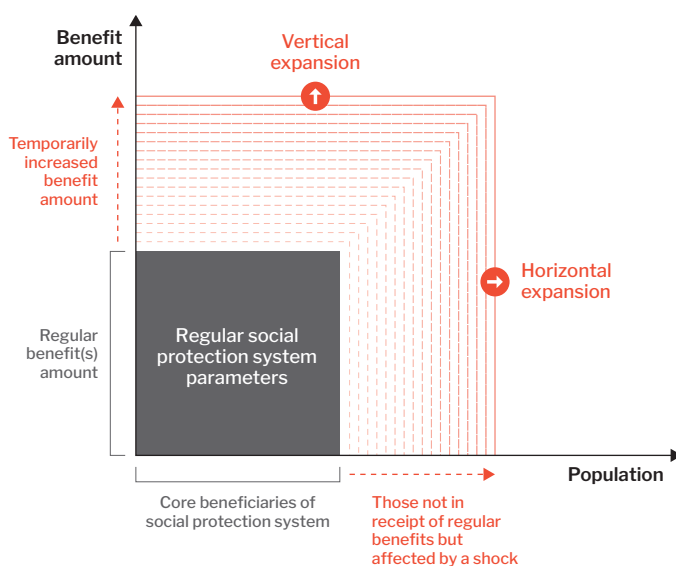 Benefit
amount
Vertical
expansion
Temporarily
increased
benefit
amount
Horizontal
expansion
Regular
benefit(s)
amount
Regular social
protection system
parameters
Population
Core beneficiaries of
social protection system
Those not in
receipt of regular
benefits but
affected by a shock